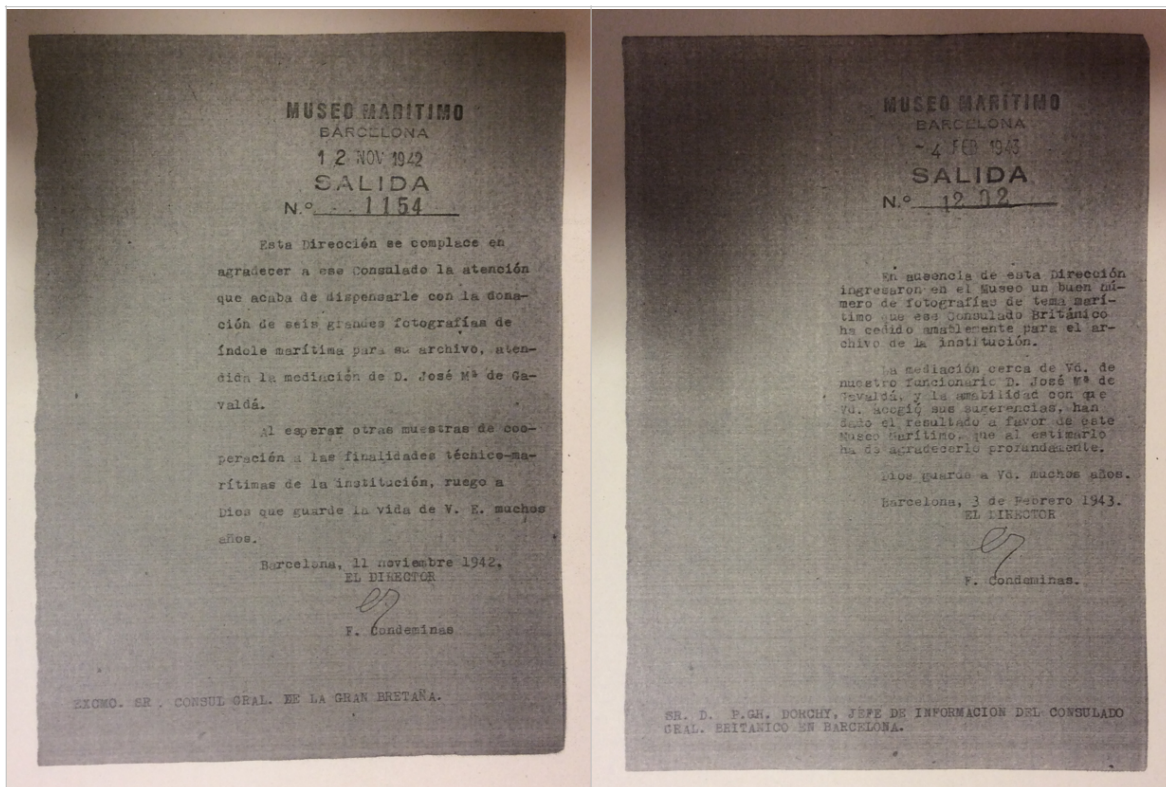 MUSEO MARÍTIMO
BARCELONA
12 NOV 1942
SALIDA
N.º 1154
Esta Dirección se complace en
agradecer a ese Consulado la atención
que acaba de dispensarle con la dona-
ción de seis grandes fotografías de
índole marítima para su archivo, aten-
dida la mediación de D. José Mª de Ga-
valdá.
Al esperar otras muestras de coo-
peración a las finalidades técnico-ma-
rítimas de la institución, ruego a
Dios que guarde la vida de V. E. muchos
años.
Barcelona, 11 noviembre 1942.
EL DIRECTOR
F. Condeminas
EXCMO. SR. CONSUL GRAL. DE LA GRAN BRETAÑA.
MUSEO MARÍTIMO
BARCELONA
- 4 FEB 1943
SALIDA
N.º 1202
En ausencia de esta Dirección
ingresaron en el Museo un buen nú-
mero de fotografías de tema marí-
timo que ese Consulado Británico
ha cedido amablemente para el ar-
chivo de la institución.
La mediación cerca de Vd. de
nuestro funcionario D. José Mª de
Gavaldá, y la amabilidad con que
Vd. acogió sus sugerencias, han
dado el resultado a favor de este
Museo Marítimo, que al estimarlo
ha de agradecerlo profundamente.
Dios guarde a Vd. muchos años.
Barcelona, 3 de Febrero 1943.
EL DIRECTOR
F. Condeminas.
SR. D. P.GH. DORCHY, JEFE DE INFORMACION DEL CONSULADO
GRAL. BRITANICO EN BARCELONA.